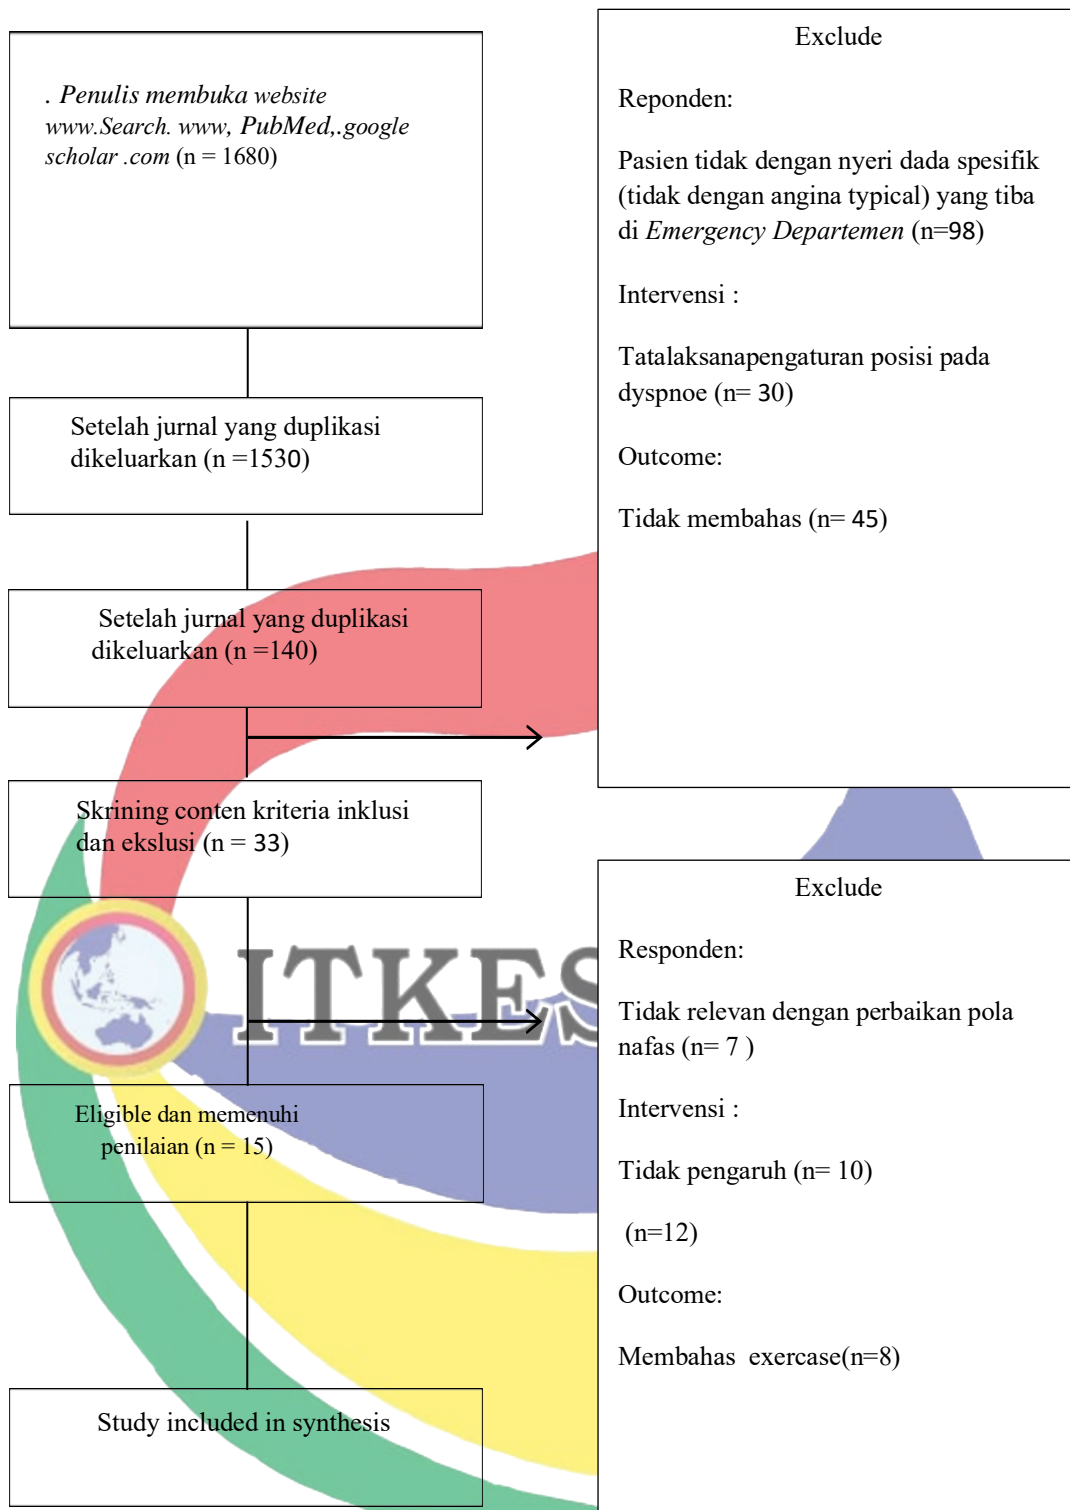 . Penulis membuka website
www.Search. www, PubMed,.google
scholar .com (n = 1680)
Setelah jurnal yang duplikasi
dikeluarkan (n =1530)
Setelah jurnal yang duplikasi
dikeluarkan (n =140)
Skrining conten kriteria inklusi
dan ekslusi (n = 33)
Eligible dan memenuhi
penilaian (n = 15)
Study included in synthesis
Exclude
Reponden:
Pasien tidak dengan nyeri dada spesifik
(tidak dengan angina typical) yang tiba
di Emergency Departemen (n=98)
Intervensi :
Tatalaksanapengaturan posisi pada
dyspnoe (n= 30)
Outcome:
Tidak membahas (n= 45)
Exclude
Responden:
Tidak relevan dengan perbaikan pola
nafas (n= 7 )
Intervensi :
Tidak pengaruh (n= 10)
(n=12)
Outcome:
Membahas exercase(n=8)
ITKES